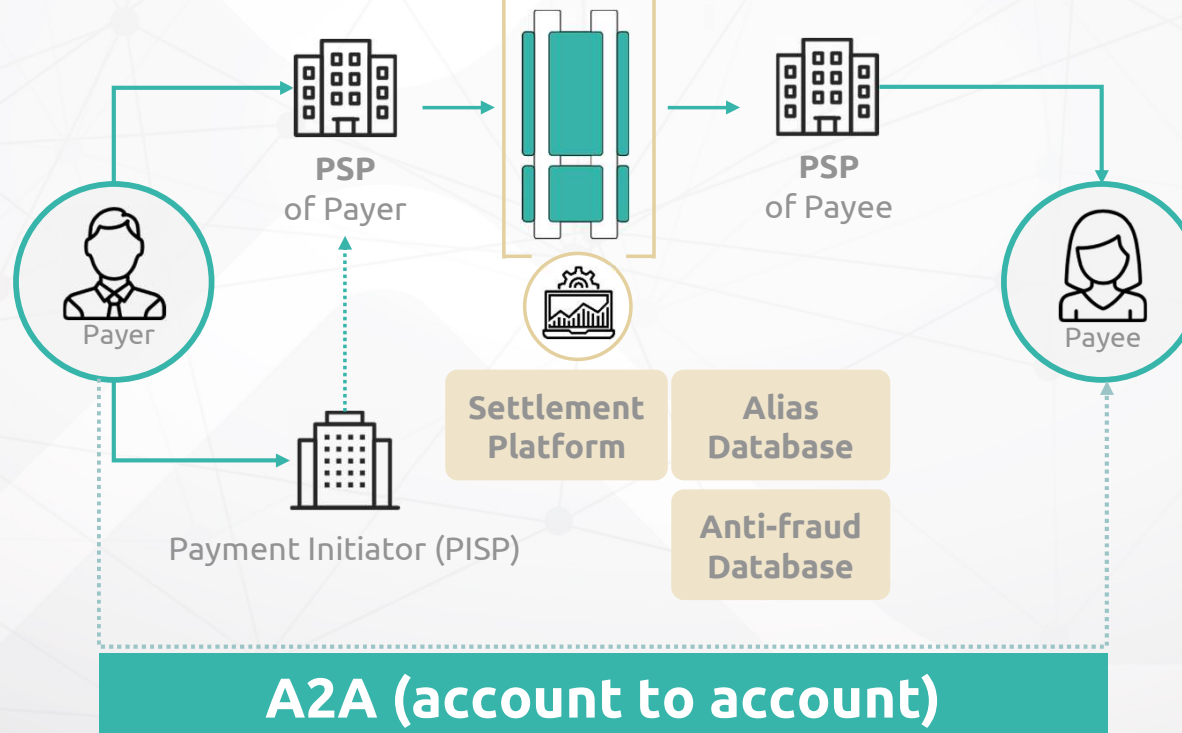 PSP
of Payer
PSP
of Payee
Payer
Payee
Settlement
Platform
Alias
Database
Anti-fraud
Database
Payment Initiator (PISP)
A2A (account to account)